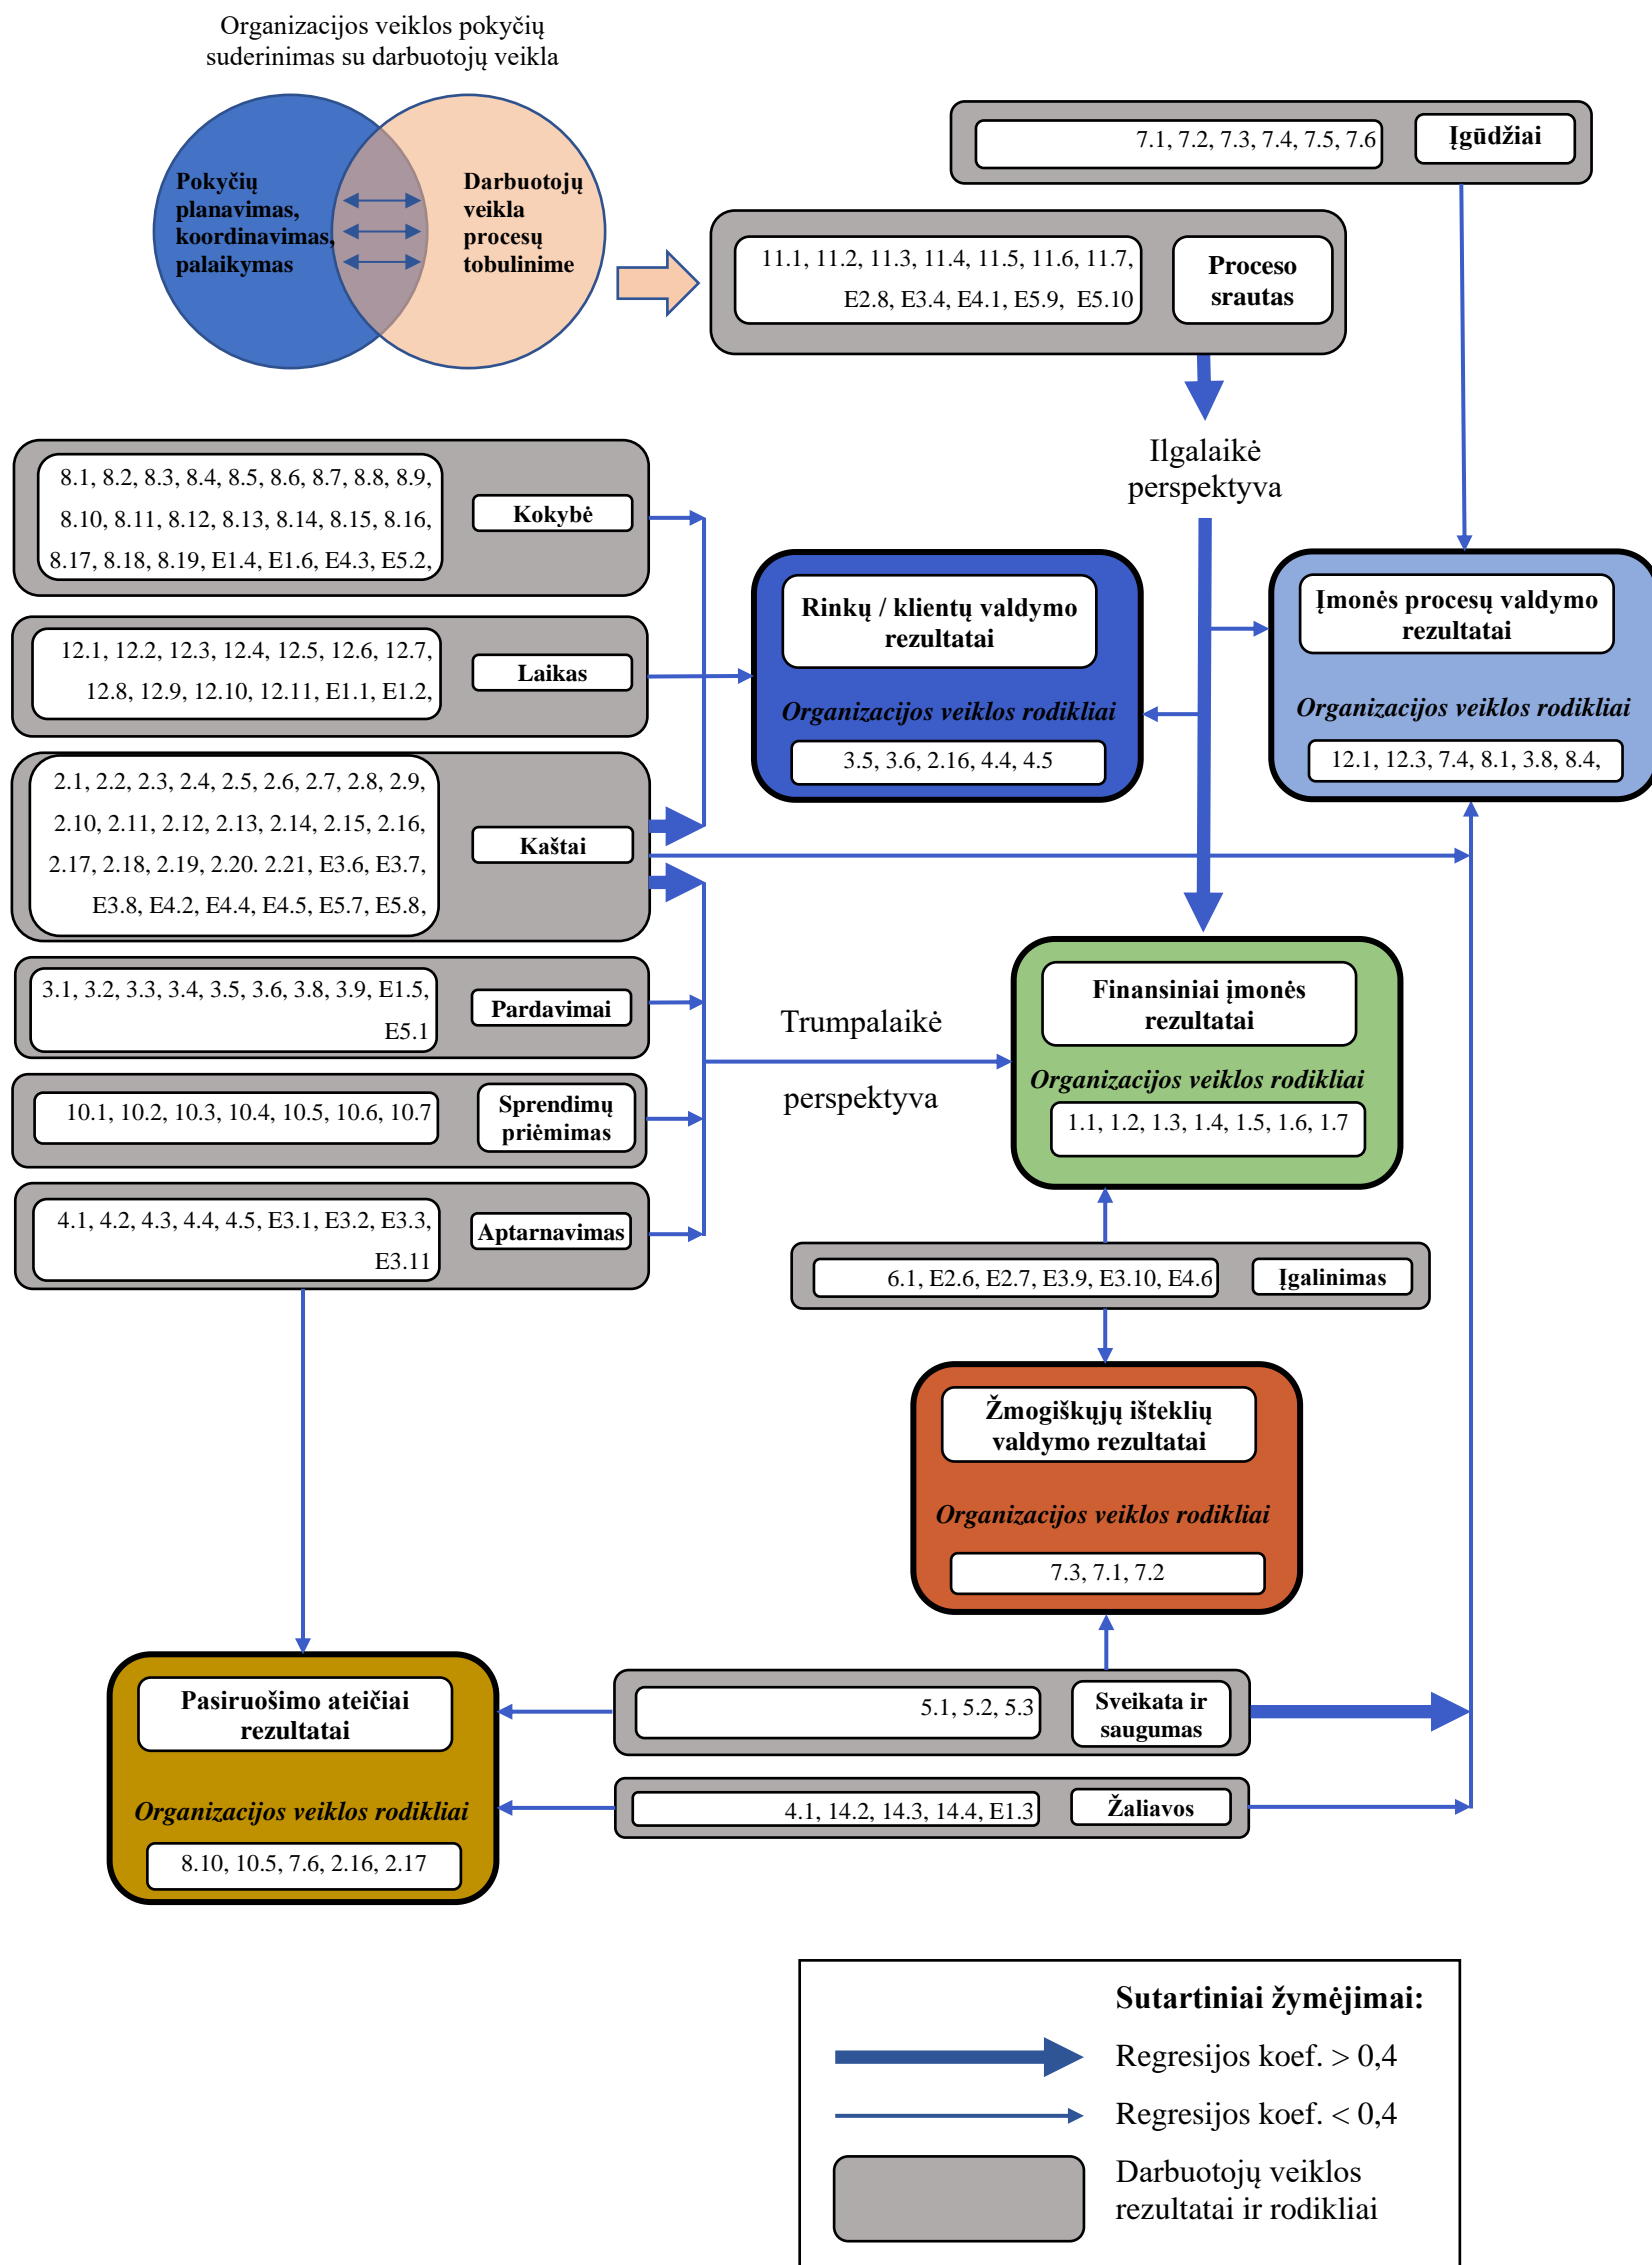 Organizacijos veiklos pokyčių
suderinimas su darbuotojų veikla
Pokyčių
planavimas,
koordinavimas,
palaikymas
Darbuotojų
veikla
procesų
tobulinime
7.1, 7.2, 7.3, 7.4, 7.5, 7.6
Įgūdžiai
11.1, 11.2, 11.3, 11.4, 11.5, 11.6, 11.7,
E2.8, E3.4, E4.1, E5.9, E5.10
Proceso
srautas
Ilgalaikė
perspektyva
8.1, 8.2, 8.3, 8.4, 8.5, 8.6, 8.7, 8.8, 8.9,
8.10, 8.11, 8.12, 8.13, 8.14, 8.15, 8.16,
8.17, 8.18, 8.19, E1.4, E1.6, E4.3, E5.2,
Kokybė
12.1, 12.2, 12.3, 12.4, 12.5, 12.6, 12.7,
12.8, 12.9, 12.10, 12.11, E1.1, E1.2,
Laikas
2.1, 2.2, 2.3, 2.4, 2.5, 2.6, 2.7, 2.8, 2.9,
2.10, 2.11, 2.12, 2.13, 2.14, 2.15, 2.16,
2.17, 2.18, 2.19, 2.20. 2.21, E3.6, E3.7,
E3.8, E4.2, E4.4, E4.5, E5.7, E5.8,
Kaštai
3.1, 3.2, 3.3, 3.4, 3.5, 3.6, 3.8, 3.9, E1.5,
E5.1
Pardavimai
10.1, 10.2, 10.3, 10.4, 10.5, 10.6, 10.7
Sprendimų
priėmimas
4.1, 4.2, 4.3, 4.4, 4.5, E3.1, E3.2, E3.3,
E3.11
Aptarnavimas
Rinkų / klientų valdymo
rezultatai
Organizacijos veiklos rodikliai
3.5, 3.6, 2.16, 4.4, 4.5
Įmonės procesų valdymo
rezultatai
Organizacijos veiklos rodikliai
12.1, 12.3, 7.4, 8.1, 3.8, 8.4,
Trumpalaikė
perspektyva
Finansiniai įmonės
rezultatai
Organizacijos veiklos rodikliai
1.1, 1.2, 1.3, 1.4, 1.5, 1.6, 1.7
6.1, E2.6, E2.7, E3.9, E3.10, E4.6
Įgalinimas
Žmogiškųjų išteklių
valdymo rezultatai
Organizacijos veiklos rodikliai
7.3, 7.1, 7.2
Pasiruošimo ateičiai
rezultatai
Organizacijos veiklos rodikliai
8.10, 10.5, 7.6, 2.16, 2.17
5.1, 5.2, 5.3
Sveikata ir
saugumas
4.1, 14.2, 14.3, 14.4, E1.3
Žaliavos
Sutartiniai žymėjimai:
Regresijos koef. > 0,4
Regresijos koef. < 0,4
Darbuotojų veiklos
rezultatai ir rodikliai